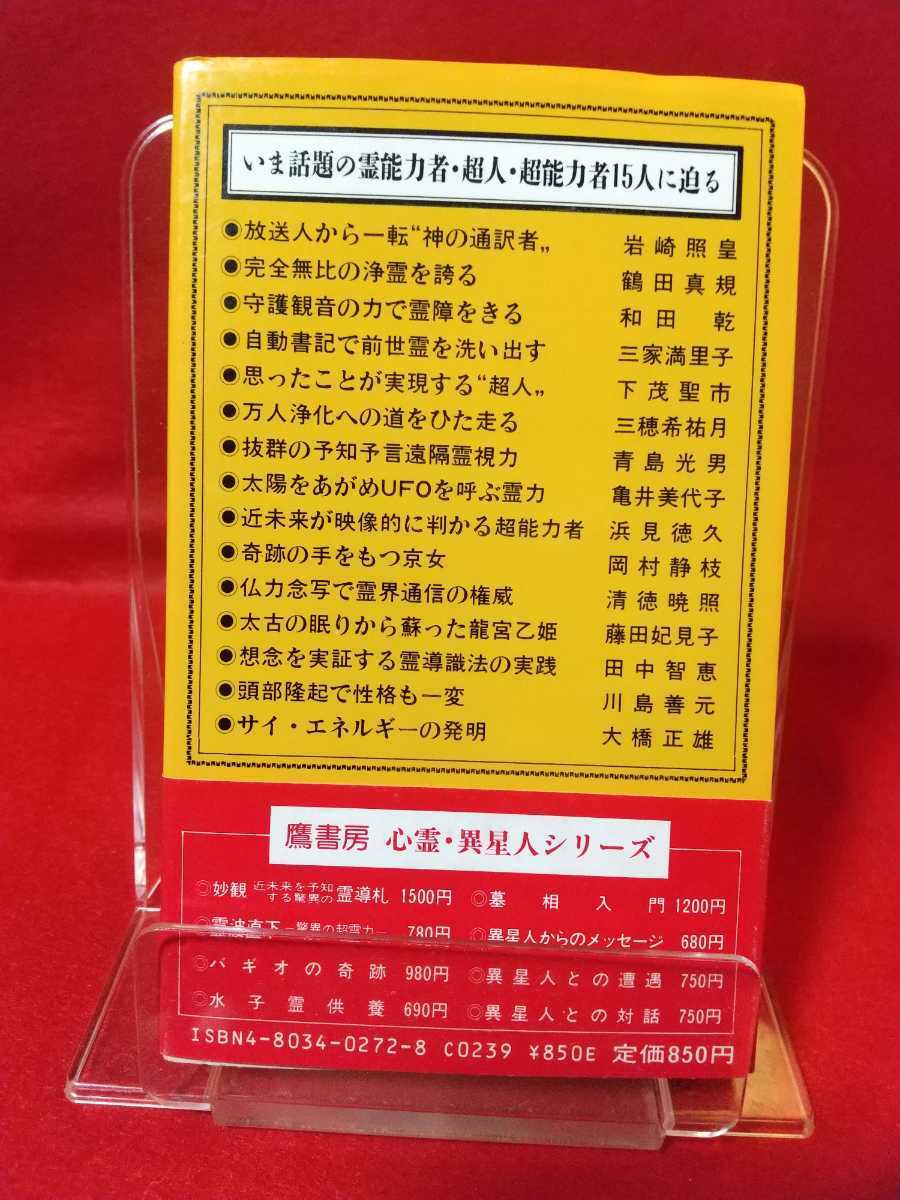 いま話題の霊能力者・超人・超能力者15人に迫る
●放送人から一転“神の通訳者„ 岩崎照皇
●完全無比の浄霊を誇る 鶴田真規
●守護観音の力で霊障をきる 和田乾
●自動書記で前世霊を洗い出す 三家満里子
●思ったことが実現する“超人„ 下茂聖市
●万人浄化への道をひた走る 三穂希祐月
●抜群の予知予言遠隔霊視力 青島光男
●太陽をあがめUFOを呼ぶ霊力 亀井美代子
●近未来が映像的に判かる超能力者 浜見徳久
●奇跡の手をもつ京女 岡村静枝
●仏力念写で霊界通信の権威 清徳暁照
●太古の眠りから蘇った龍宮乙姫 藤田妃見子
●想念を実証する霊導識法の実践 田中智恵
●頭部隆起で性格も一変 川島善元
●サイ・エネルギーの発明 大橋正雄
鷹書房 心霊・異星人シリーズ
◎妙観 近未来を予知する驚異の 霊導札 1500円 ◎墓相入門 1200円
◎霊波直下 —驚異の超霊力— 780円 ◎異星人からのメッセージ 680円
◎バギオの奇跡 980円 ◎異星人との遭遇 750円
◎水子霊供養 690円 ◎異星人との対話 750円
ISBN4-8034-0272-8 C0239 ¥850E 定価850円